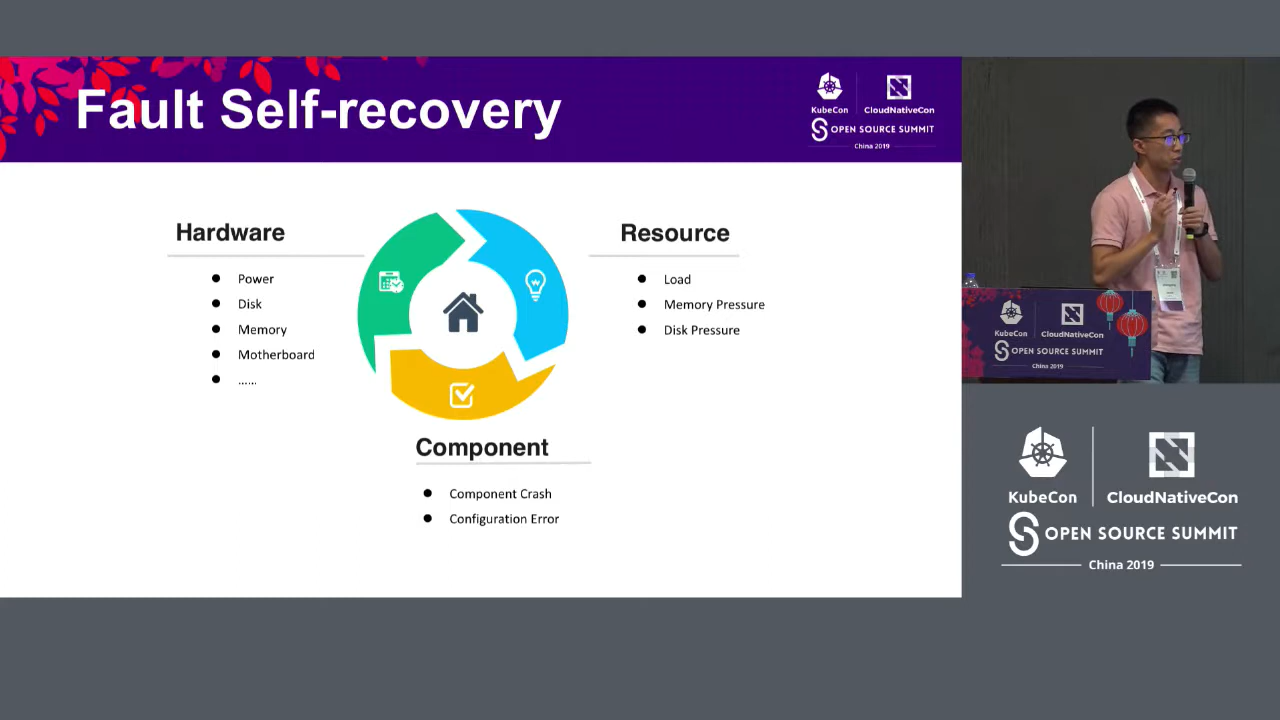 Fault Self-recovery
KubeCon
CloudNativeCon
OPEN SOURCE SUMMIT
China 2019
Hardware
Power
Disk
Memory
Motherboard
......
Resource
Load
Memory Pressure
Disk Pressure
Component
Component Crash
Configuration Error
KubeCon
CloudNativeCon
OPEN SOURCE SUMMIT
China 2019
KubeCon
CloudNativeCon
OPEN SOURCE SUMMIT
China 2019